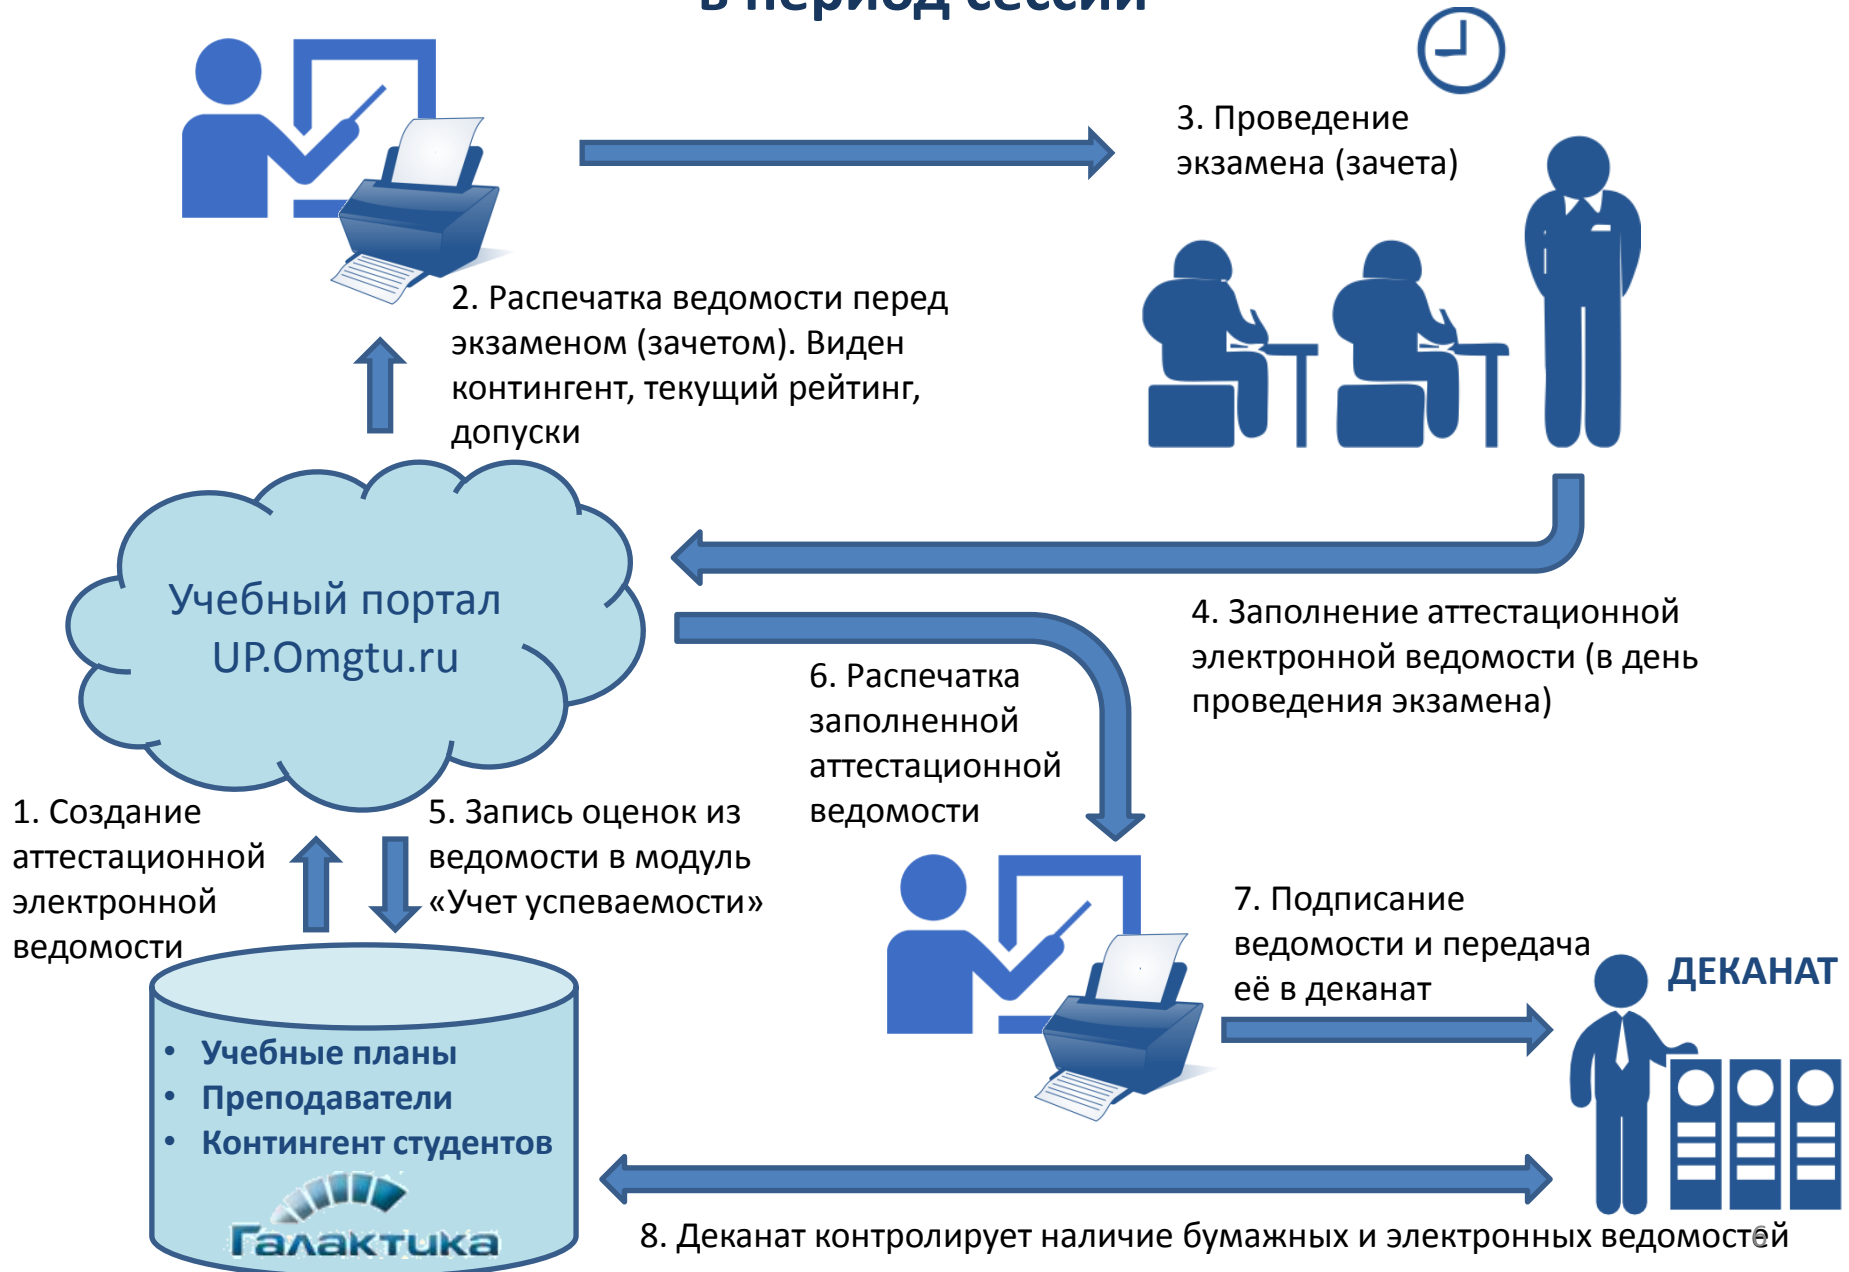 в период сессии
3. Проведение
экзамена (зачета)
2. Распечатка ведомости перед
экзаменом (зачетом). Виден
контингент, текущий рейтинг,
допуски
Учебный портал
UP.Omgtu.ru
4. Заполнение аттестационной
электронной ведомости (в день
проведения экзамена)
6. Распечатка
заполненной
аттестационной
ведомости
1. Создание
аттестационной
электронной
ведомости
5. Запись оценок из
ведомости в модуль
«Учет успеваемости»
7. Подписание
ведомости и передача
её в деканат
ДЕКАНАТ
• Учебные планы
• Преподаватели
• Контингент студентов
Галактика
8. Деканат контролирует наличие бумажных и электронных ведомостей
6